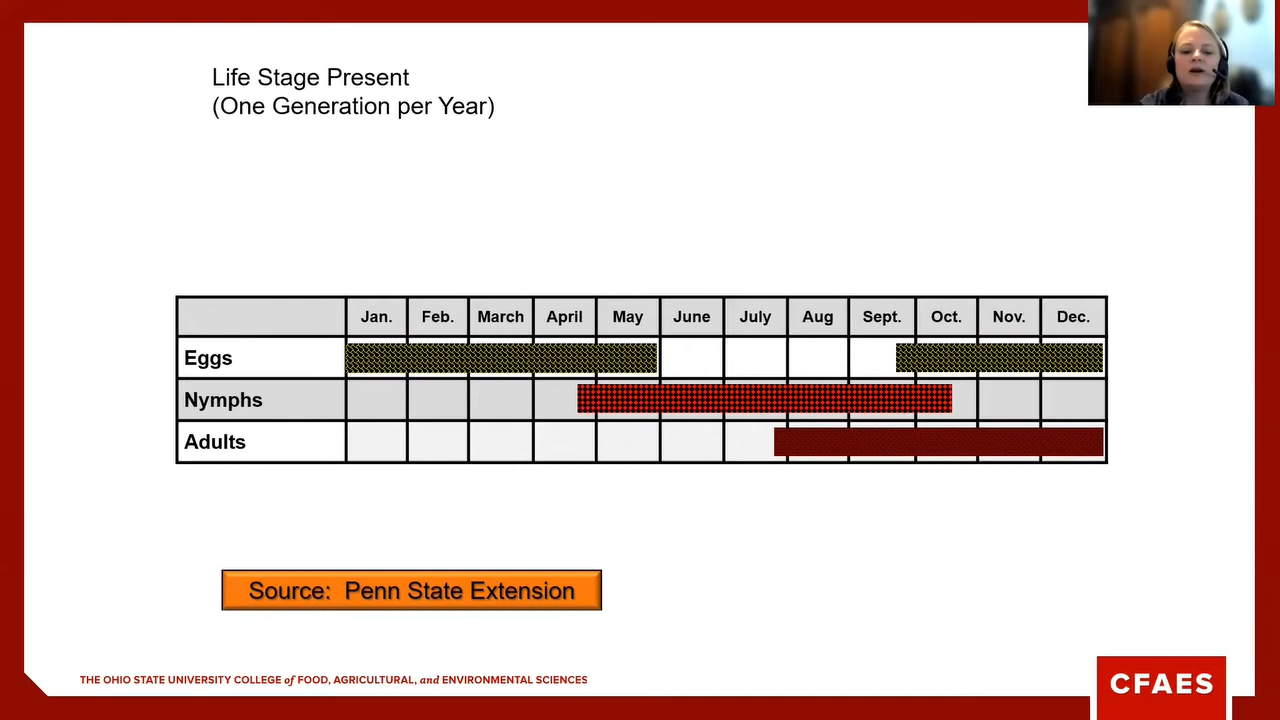 Life Stage Present
(One Generation per Year)
Jan. Feb. March April May June July Aug Sept. Oct. Nov. Dec.
Eggs
Nymphs
Adults
Source: Penn State Extension
THE OHIO STATE UNIVERSITY COLLEGE of FOOD, AGRICULTURAL, and ENVIRONMENTAL SCIENCES
CFAES